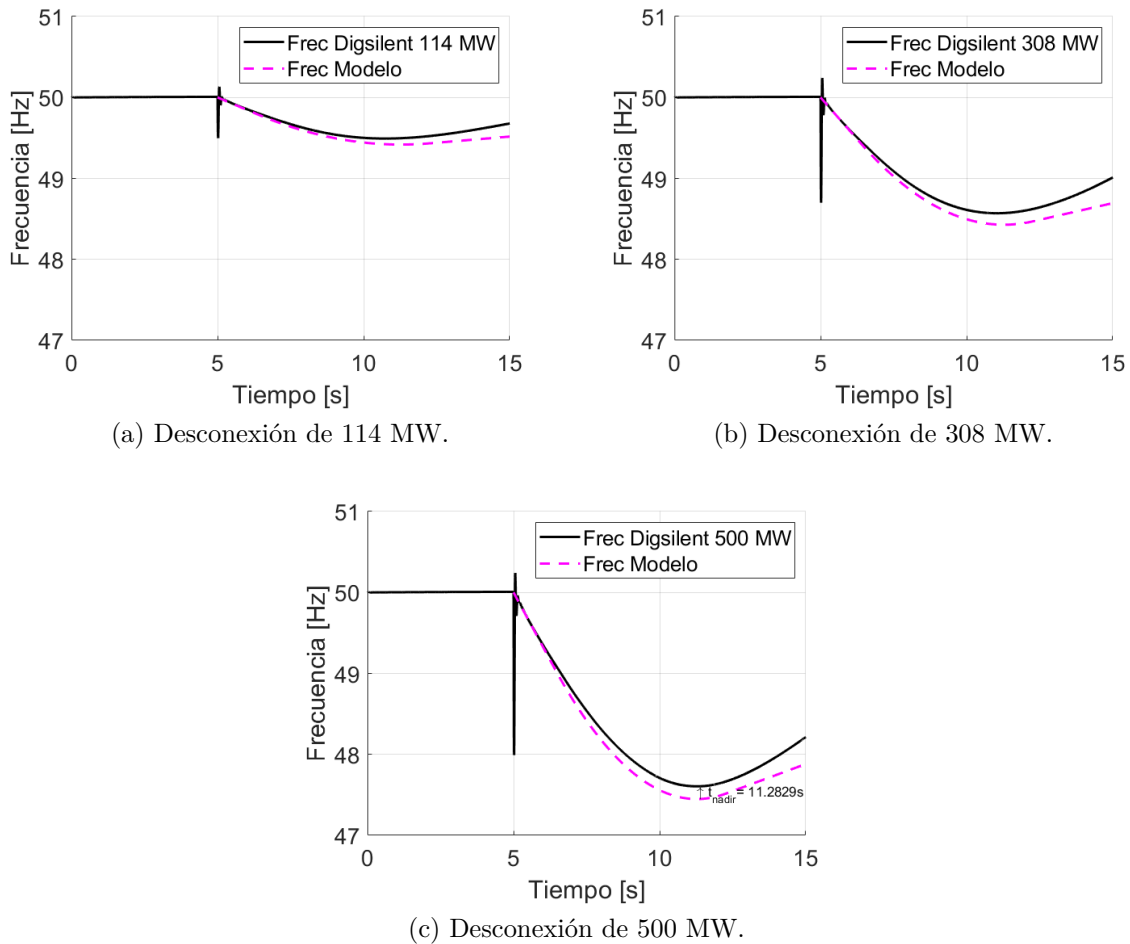 51
50
49
48
47
Frecuencia [Hz]
Frec Digsilent 114 MW
Frec Modelo
0 5 10 15
Tiempo [s]
(a) Desconexión de 114 MW.
51
50
49
48
47
Frecuencia [Hz]
Frec Digsilent 308 MW
Frec Modelo
0 5 10 15
Tiempo [s]
(b) Desconexión de 308 MW.
51
50
49
48
47
Frecuencia [Hz]
Frec Digsilent 500 MW
Frec Modelo
↑ t_nadir = 11.2829s
0 5 10 15
Tiempo [s]
(c) Desconexión de 500 MW.